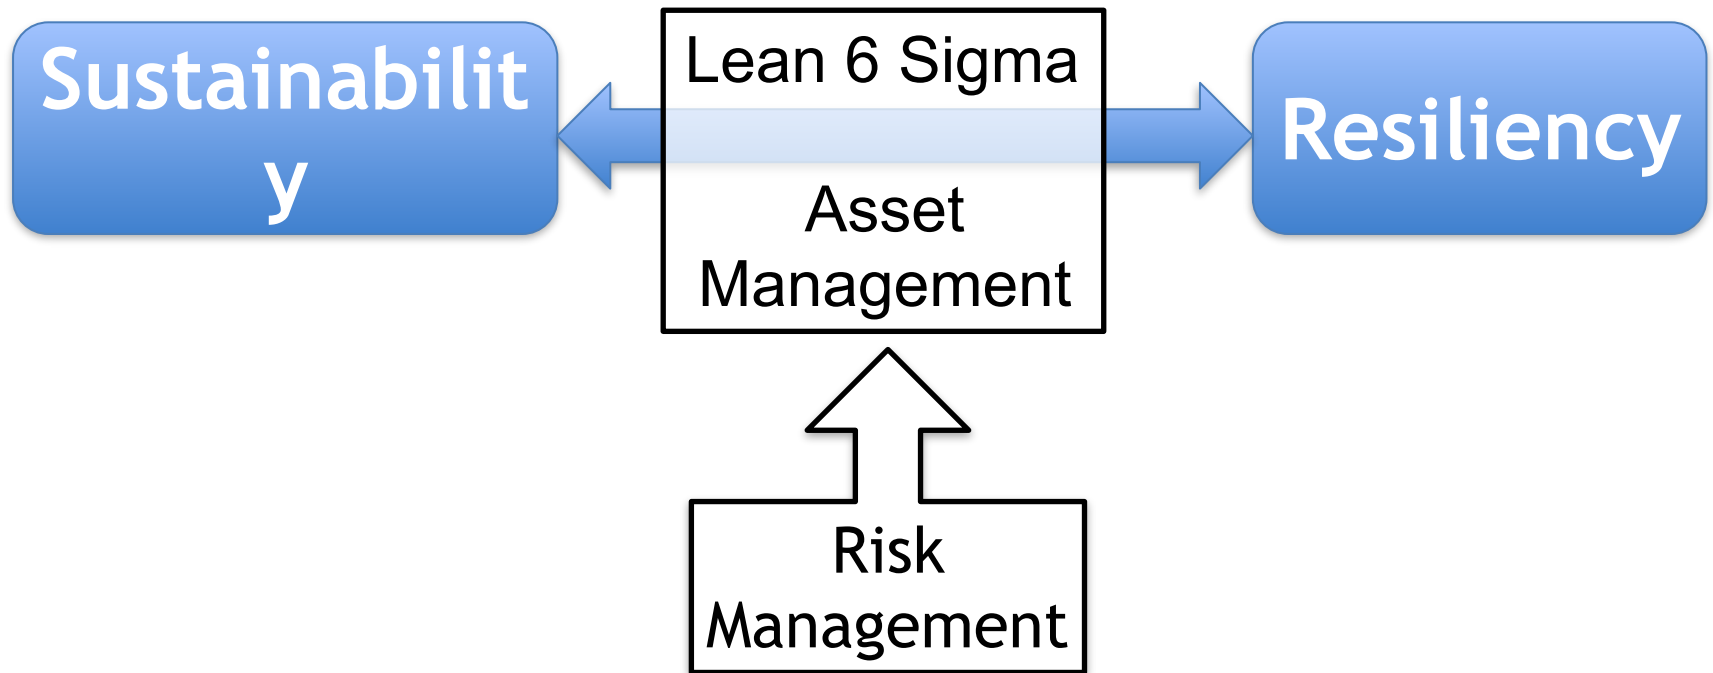 Sustainabilit
y
Lean 6 Sigma
Asset
Management
Resiliency
Risk
Management